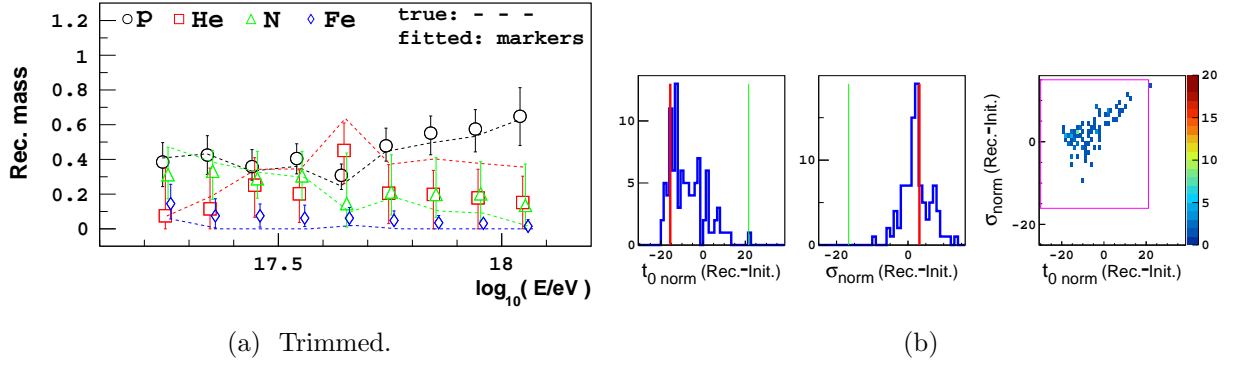 p He N Fe
true: - - -
fitted: markers
Rec. mass
1.2
1
0.8
0.6
0.4
0.2
0
17.5 18
log10( E/eV )
(a) Trimmed.
10
5
0
−20 0 20
t0 norm (Rec.-Init.)
10
0
−20 0
σnorm (Rec.-Init.)
σnorm (Rec.-Init.)
0
−20
−20 0 20
t0 norm (Rec.-Init.)
20
15
10
5
0
(b)